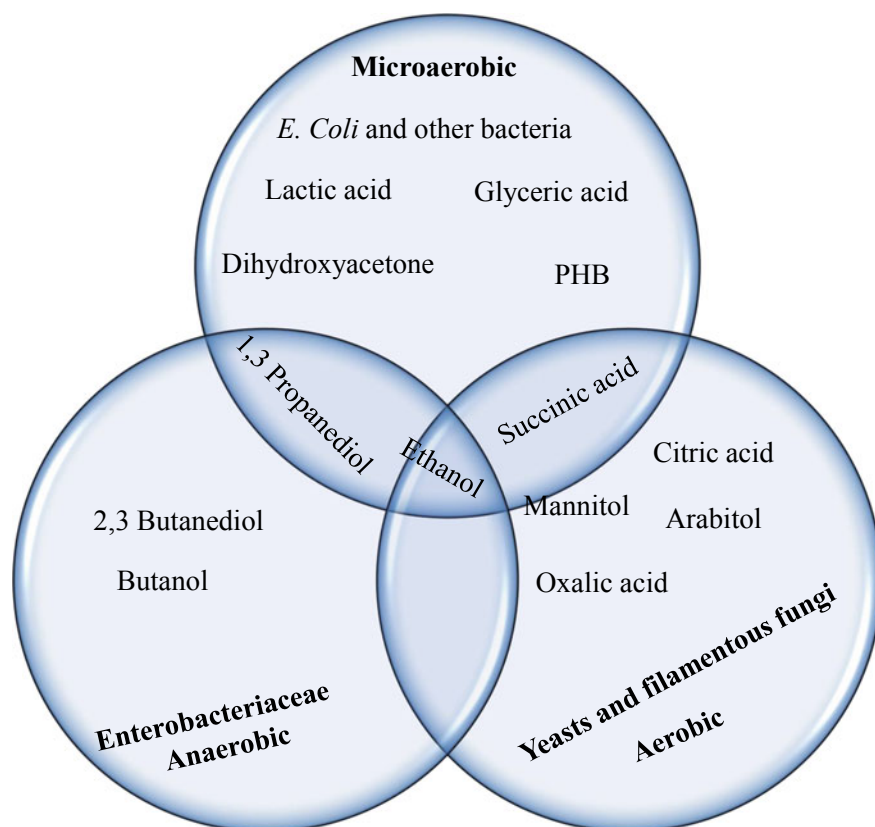 Microaerobic
E. Coli and other bacteria
Lactic acid
Glyceric acid
Dihydroxyacetone
PHB
1,3 Propanediol
Ethanol
Succinic acid
Citric acid
Mannitol
Arabitol
2,3 Butanediol
Butanol
Oxalic acid
Enterobacteriaceae
Anaerobic
Yeasts and filamentous fungi
Aerobic